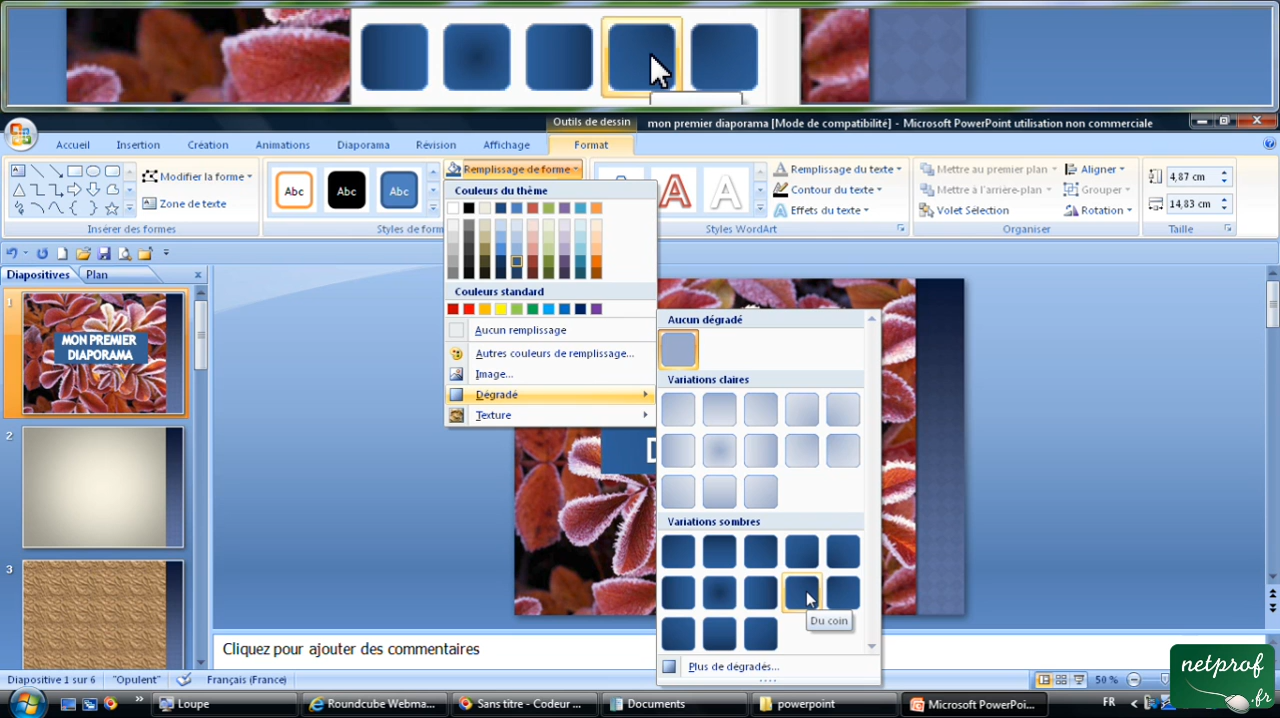 Outils de dessin
mon premier diaporama [Mode de compatibilité] - Microsoft PowerPoint utilisation non commerciale
Accueil Insertion Création Animations Diaporama Révision Affichage Format
Modifier la forme
Zone de texte
Insérer des formes
Abc Abc Abc
Styles de form
Remplissage de forme
A A
Styles WordArt
Remplissage du texte
Contour du texte
Effets du texte
Mettre au premier plan
Mettre à l'arrière-plan
Volet Sélection
Aligner
Grouper
Rotation
Organiser
4,87 cm
14,83 cm
Taille
Diapositives Plan x
1
MON PREMIER
DIAPORAMA
2
3
Couleurs du thème
Couleurs standard
Aucun remplissage
Autres couleurs de remplissage...
Image...
Dégradé
Texture
Aucun dégradé
Variations claires
Variations sombres
Du coin
Plus de dégradés...
D
Cliquez pour ajouter des commentaires
Diapositive 1 sur 6 "Opulent" Français (France) 50 %
Loupe Roundcube Webma... Sans titre - Codeur ... Documents powerpoint Microsoft PowerPoi... FR
netprof
.fr